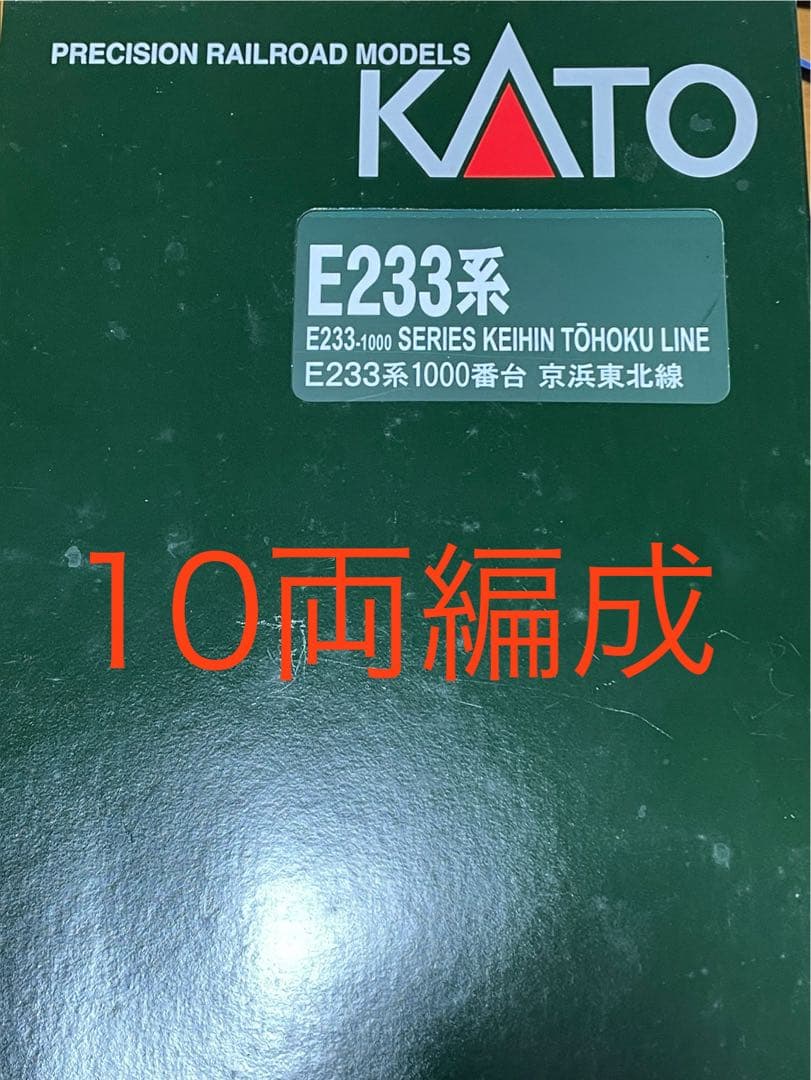 PRECISION RAILROAD MODELS
KATO
E233系
E233-1000 SERIES KEIHIN TŌHOKU LINE
E233系1000番台 京浜東北線
10両編成